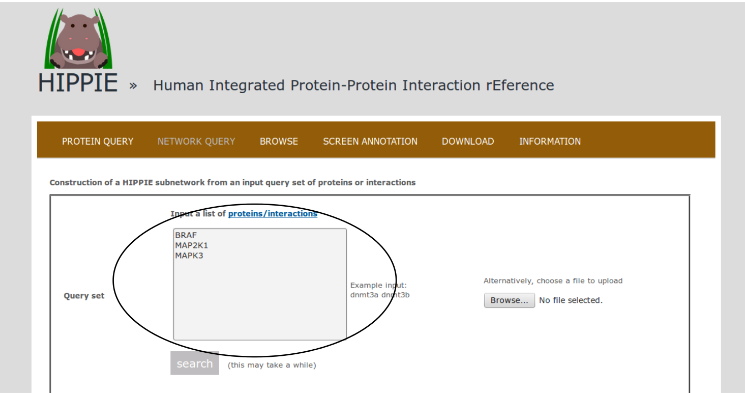 HIPPIE » Human Integrated Protein-Protein Interaction rEference
PROTEIN QUERY NETWORK QUERY BROWSE SCREEN ANNOTATION DOWNLOAD INFORMATION
Construction of a HIPPIE subnetwork from an input query set of proteins or interactions
Input a list of proteins/interactions
BRAF
MAP2K1
MAPK3
Query set
Example input:
dnmt3a dnmt3b
Alternatively, choose a file to upload
Browse... No file selected.
search (this may take a while)